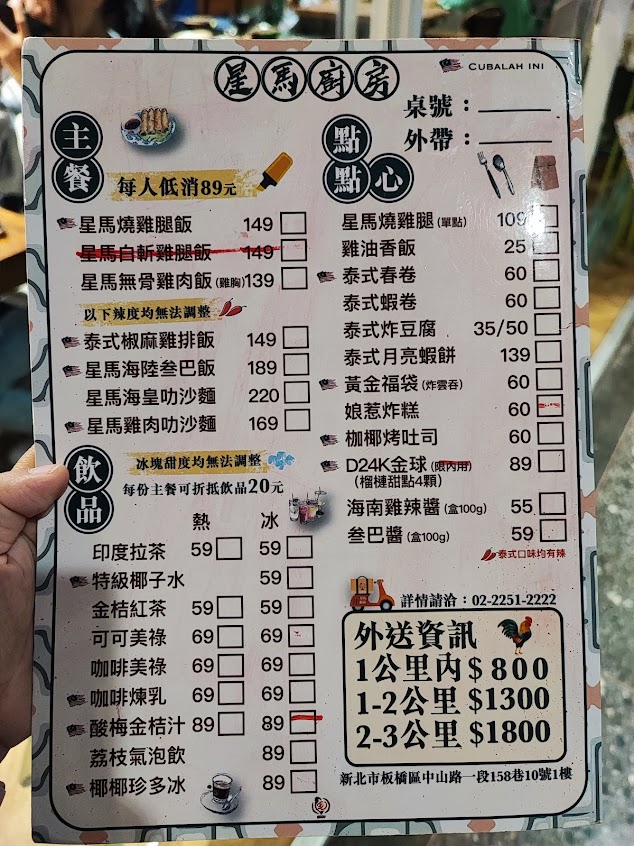 星馬廚房
CUBALAH INI
桌號：
外帶：
主餐
每人低消89元
星馬燒雞腿飯 149
星馬白斬雞腿飯 149
星馬無骨雞肉飯(雞胸)139
以下辣度均無法調整
泰式椒麻雞排飯 149
星馬海陸叁巴飯 189
星馬海皇叻沙麵 220
星馬雞肉叻沙麵 169
飲品
冰塊甜度均無法調整
每份主餐可折抵飲品20元
熱 冰
印度拉茶 59 59
特級椰子水 59
金桔紅茶 59 59
可可美祿 69 69
咖啡美祿 69 69
咖啡煉乳 69 69
酸梅金桔汁 89 89
荔枝氣泡飲 89
椰椰珍多冰 89
點點心
星馬燒雞腿(單點) 109
雞油香飯 25
泰式春卷 60
泰式蝦卷 60
泰式炸豆腐 35/50
泰式月亮蝦餅 139
黃金福袋(炸雲吞) 60
娘惹炸糕 60
枷椰烤吐司 60
D24K金球(限內用) 89
(榴槤甜點4顆)
海南雞辣醬(盒100g) 55
叁巴醬(盒100g) 59
泰式口味均有辣
詳情請洽：02-2251-2222
外送資訊
1公里內$800
1-2公里$1300
2-3公里$1800
新北市板橋區中山路一段158巷10號1樓